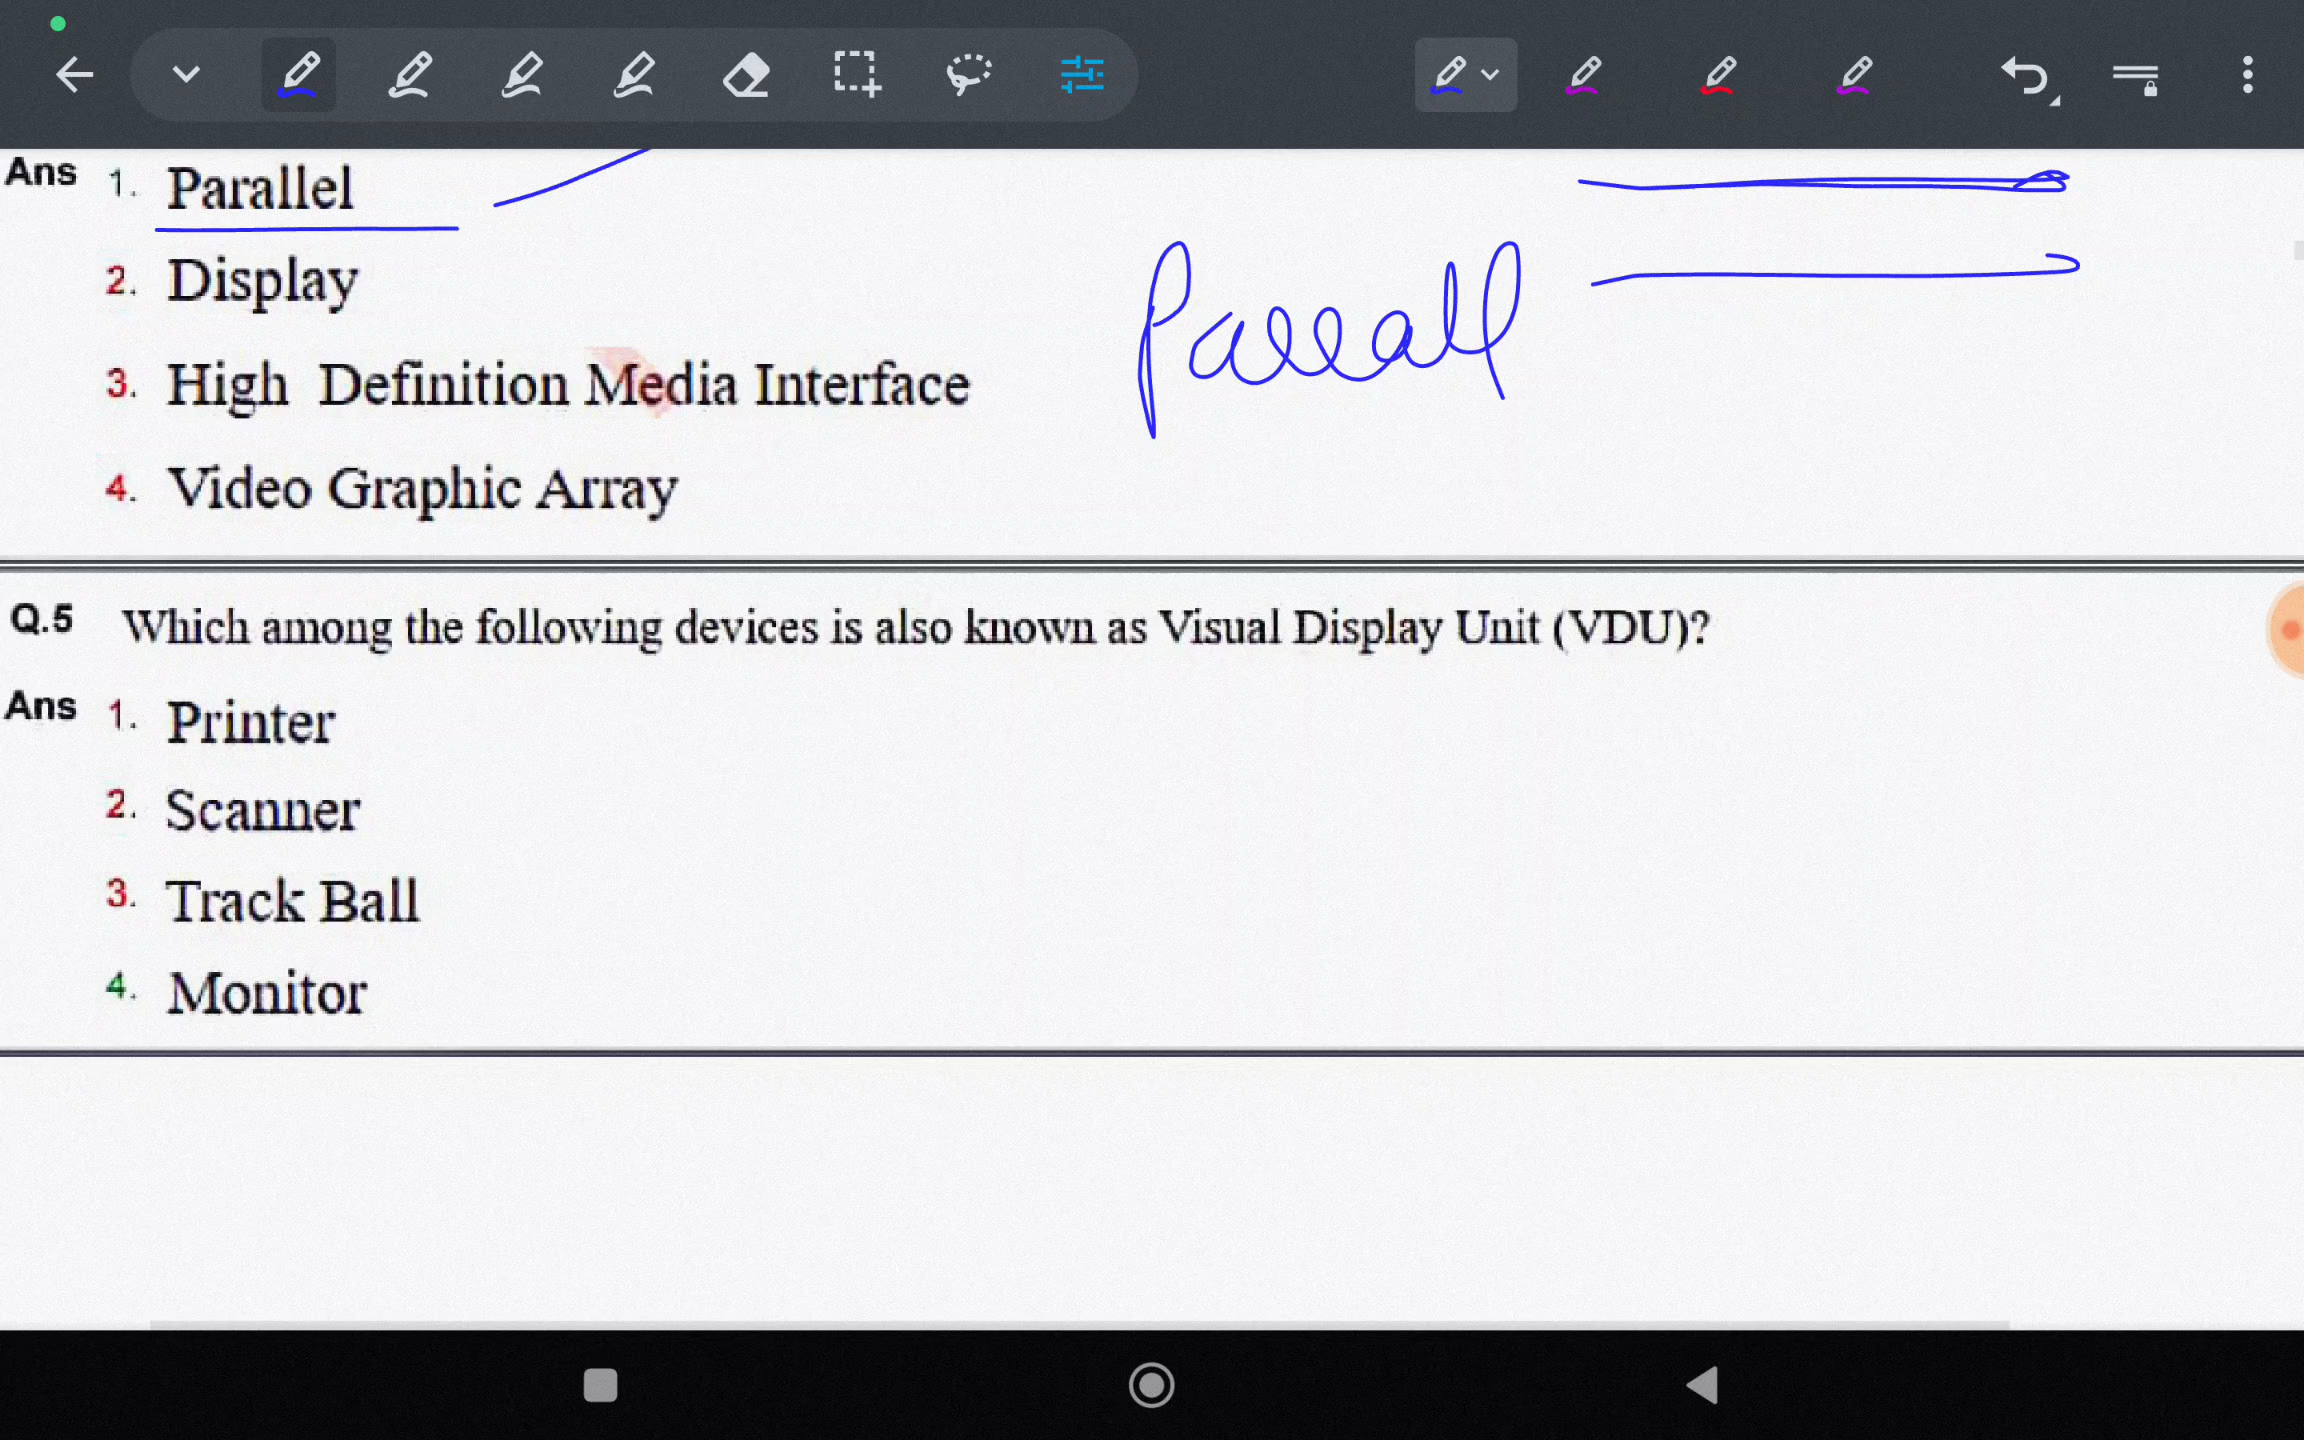 Ans 1. Parallel
2. Display
3. High Definition Media Interface
4. Video Graphic Array
Parrall
Q.5 Which among the following devices is also known as Visual Display Unit (VDU)?
Ans 1. Printer
2. Scanner
3. Track Ball
4. Monitor